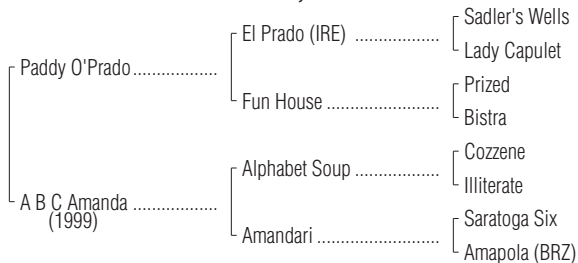 Sadler's Wells
El Prado (IRE) ..................
Lady Capulet
Paddy O'Prado..................
Prized
Fun House ........................
Bistra
Cozzene
Alphabet Soup ..................
Illiterate
A B C Amanda ..................
(1999)
Saratoga Six
Amandari ..........................
Amapola (BRZ)